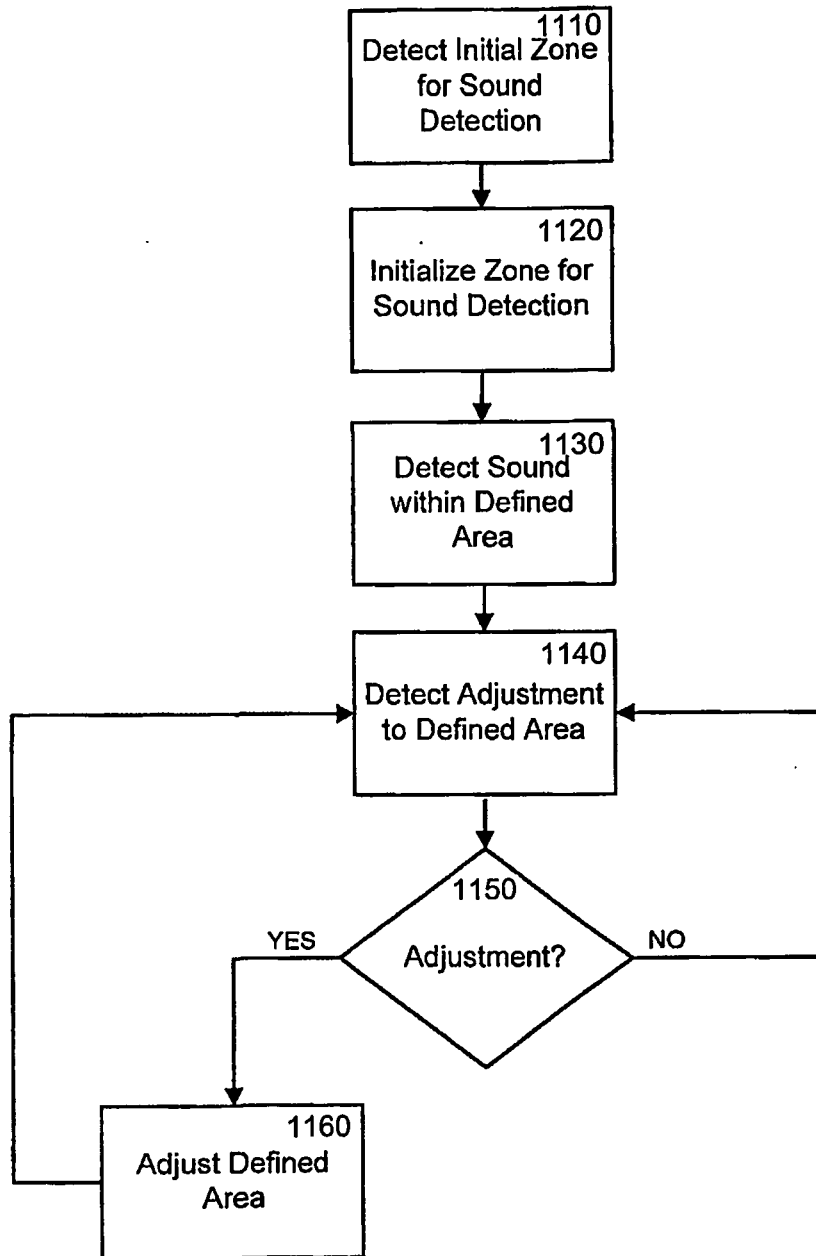 1110
Detect Initial Zone
for Sound
Detection
1120
Initialize Zone for
Sound Detection
1130
Detect Sound
within Defined
Area
1140
Detect Adjustment
to Defined Area
1150
YES
Adjustment?
NO
1160
Adjust Defined
Area